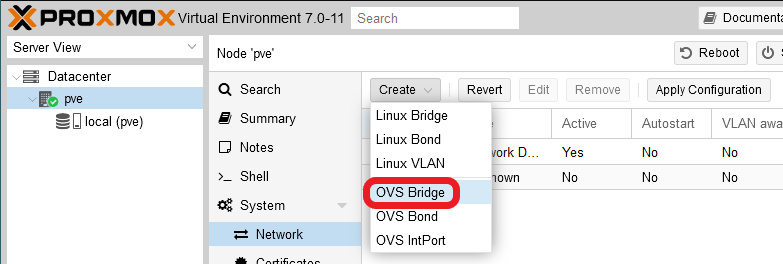 PROXMOX Virtual Environment 7.0-11 Search Documenta
Server View Node 'pve' Reboot S
Datacenter
pve
local (pve)
Search
Summary
Notes
Shell
System
Network
Certificates
Create Revert Edit Remove Apply Configuration
e Active Autostart VLAN awa
work D... Yes No No
nown No No No
Linux Bridge
Linux Bond
Linux VLAN
OVS Bridge
OVS Bond
OVS IntPort